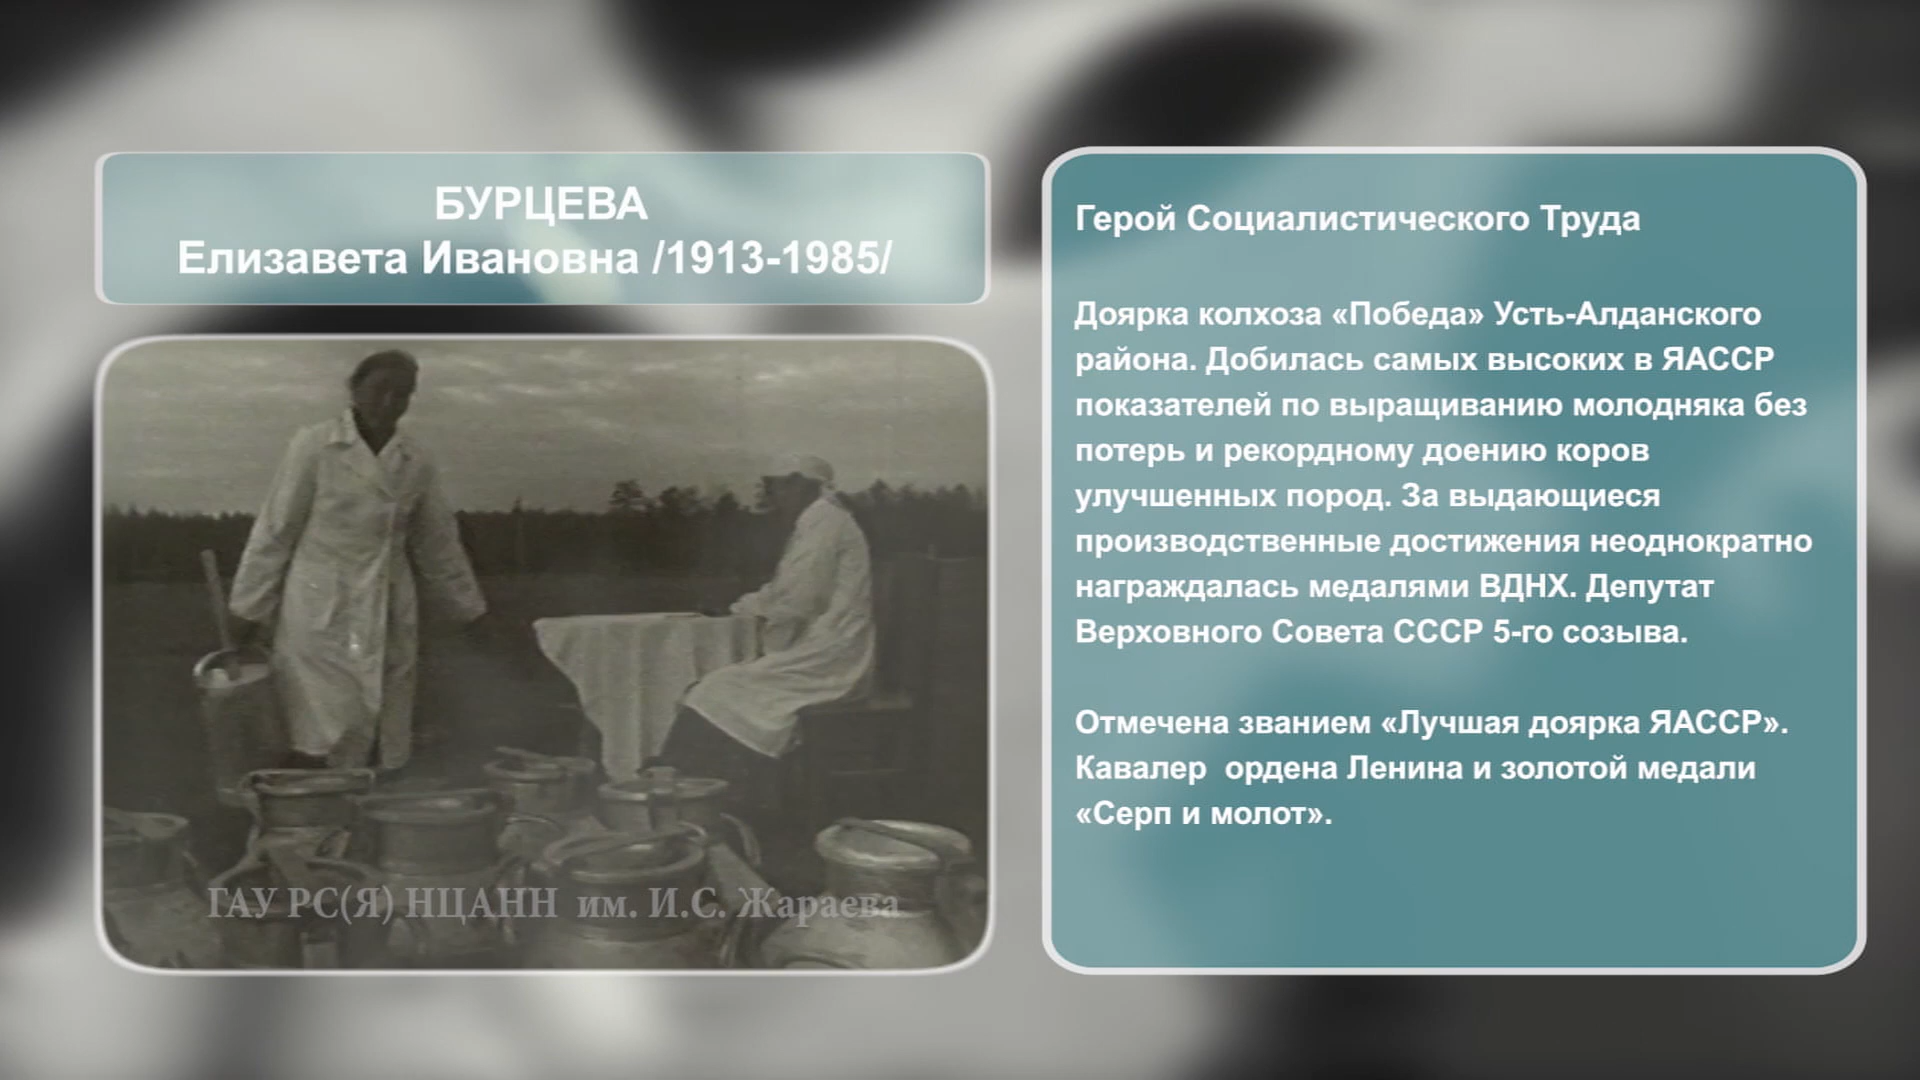 БУРЦЕВА
Елизавета Ивановна /1913-1985/
ГАУ РС(Я) НЦАНН им. И.С. Жараева
Герой Социалистического Труда
Доярка колхоза «Победа» Усть-Алданского
района. Добилась самых высоких в ЯАССР
показателей по выращиванию молодняка без
потерь и рекордному доению коров
улучшенных пород. За выдающиеся
производственные достижения неоднократно
награждалась медалями ВДНХ. Депутат
Верховного Совета СССР 5-го созыва.
Отмечена званием «Лучшая доярка ЯАССР».
Кавалер ордена Ленина и золотой медали
«Серп и молот».